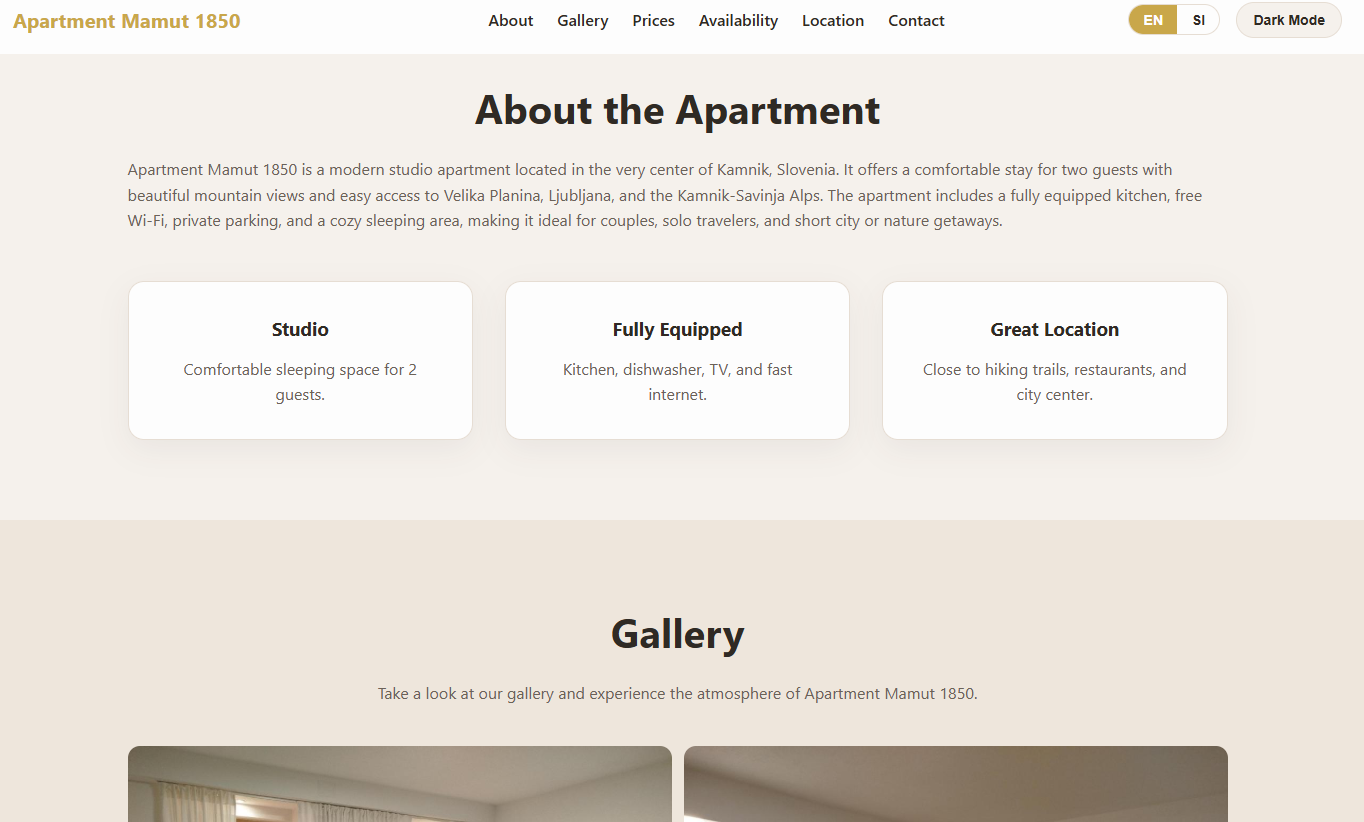 Apartment Mamut 1850
About
Gallery
Prices
Availability
Location
Contact
EN
SI
Dark Mode
About the Apartment
Apartment Mamut 1850 is a modern studio apartment located in the very center of Kamnik, Slovenia. It offers a comfortable stay for two guests with
beautiful mountain views and easy access to Velika Planina, Ljubljana, and the Kamnik-Savinja Alps. The apartment includes a fully equipped kitchen, free
Wi-Fi, private parking, and a cozy sleeping area, making it ideal for couples, solo travelers, and short city or nature getaways.
Studio
Comfortable sleeping space for 2
guests.
Fully Equipped
Kitchen, dishwasher, TV, and fast
internet.
Great Location
Close to hiking trails, restaurants, and
city center.
Gallery
Take a look at our gallery and experience the atmosphere of Apartment Mamut 1850.